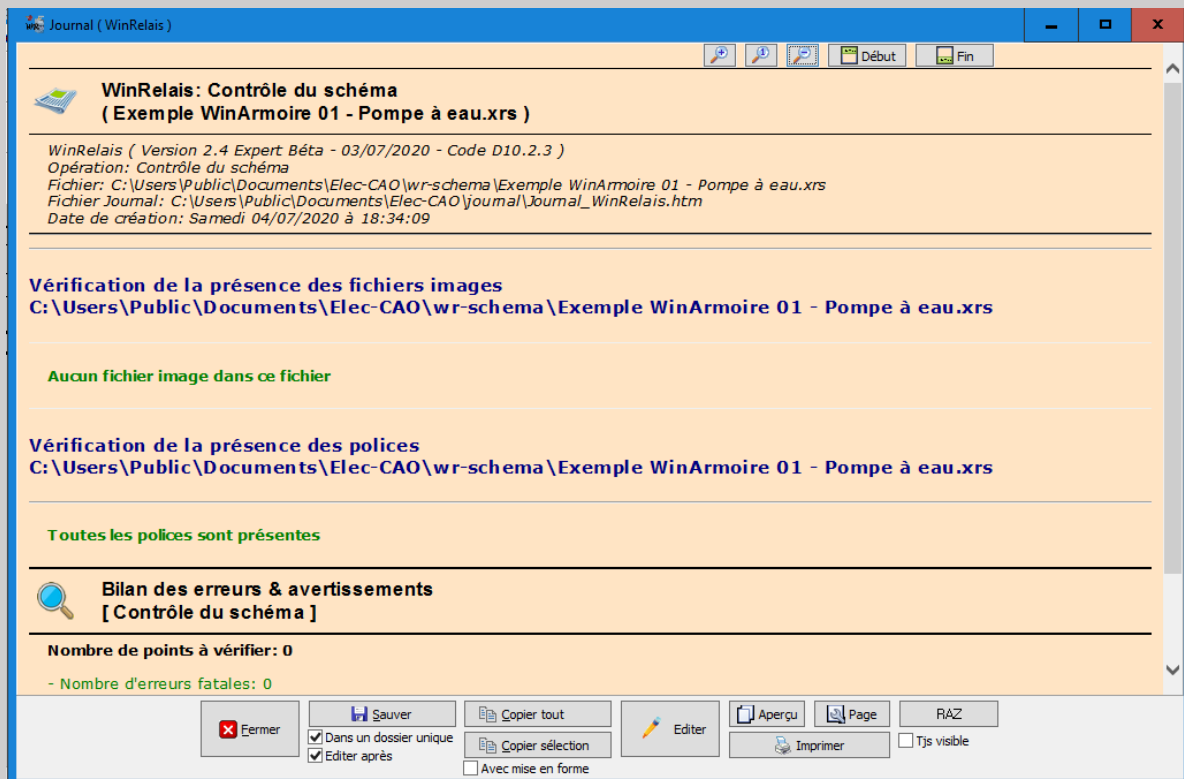 Journal ( WinRelais )
Début
Fin
WinRelais: Contrôle du schéma
( Exemple WinArmoire 01 - Pompe à eau.xrs )
WinRelais ( Version 2.4 Expert Béta - 03/07/2020 - Code D10.2.3 )
Opération: Contrôle du schéma
Fichier: C:\Users\Public\Documents\Elec-CAO\wr-schema\Exemple WinArmoire 01 - Pompe à eau.xrs
Fichier Journal: C:\Users\Public\Documents\Elec-CAO\journal\Journal_WinRelais.htm
Date de création: Samedi 04/07/2020 à 18:34:09
Vérification de la présence des fichiers images
C:\Users\Public\Documents\Elec-CAO\wr-schema\Exemple WinArmoire 01 - Pompe à eau.xrs
Aucun fichier image dans ce fichier
Vérification de la présence des polices
C:\Users\Public\Documents\Elec-CAO\wr-schema\Exemple WinArmoire 01 - Pompe à eau.xrs
Toutes les polices sont présentes
Bilan des erreurs & avertissements
[ Contrôle du schéma ]
Nombre de points à vérifier: 0
- Nombre d'erreurs fatales: 0
Fermer
Sauver
Dans un dossier unique
Editer après
Copier tout
Copier sélection
Avec mise en forme
Editer
Aperçu
Page
Imprimer
RAZ
Tjs visible